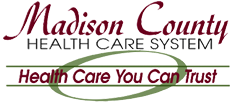 Madison County
HEALTH CARE SYSTEM
Health Care You Can Trust